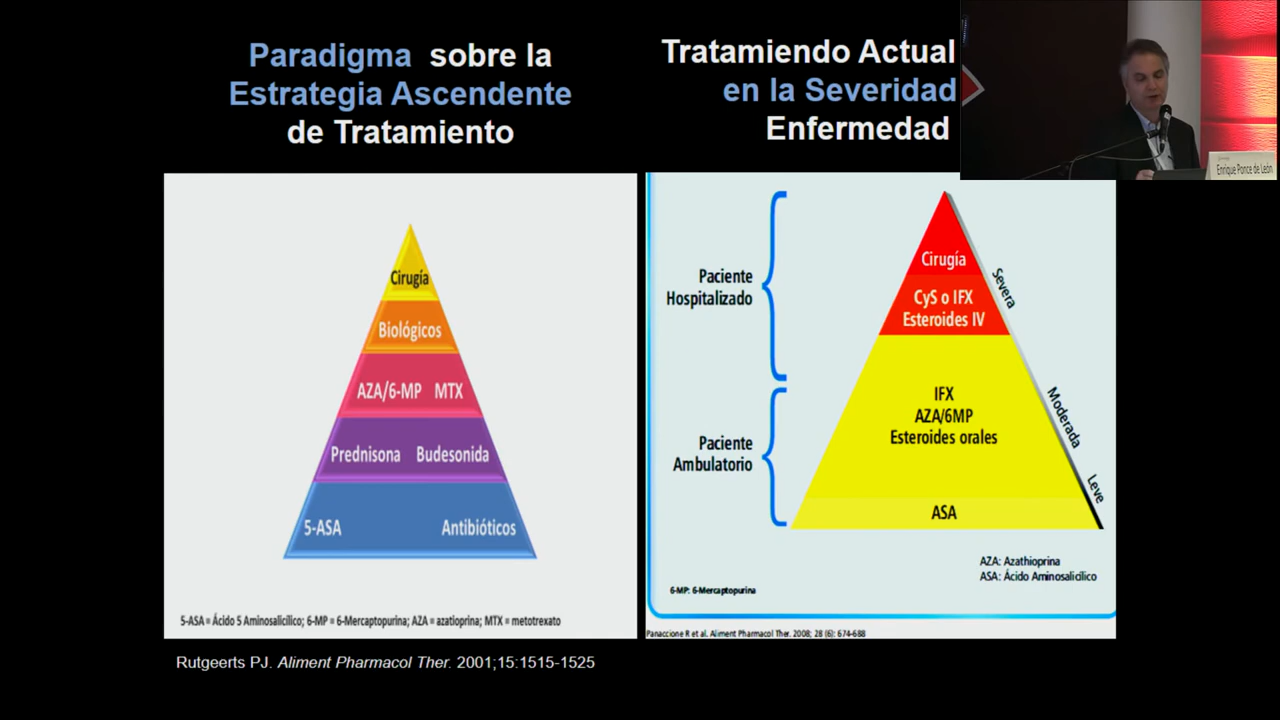 Paradigma sobre la
Estrategia Ascendente
de Tratamiento
Tratamiendo Actual
en la Severidad
Enfermedad
Enrique Ponce de León
Cirugía
Biológicos
AZA/6-MP MTX
Prednisona Budesonida
5-ASA Antibióticos
5-ASA = Ácido 5 Aminosalicílico; 6-MP = 6-Mercaptopurina; AZA = azatioprina; MTX = metotrexato
Rutgeerts PJ. Aliment Pharmacol Ther. 2001;15:1515-1525
Paciente
Hospitalizado
Paciente
Ambulatorio
Cirugía
CyS o IFX
Esteroides IV
IFX
AZA/6MP
Esteroides orales
ASA
Severa
Moderada
Leve
AZA: Azathioprina
ASA: Ácido Aminosalicílico
6-MP: 6-Mercaptopurina
Panaccione R et al. Aliment Pharmacol Ther. 2008; 28 (6): 674-688